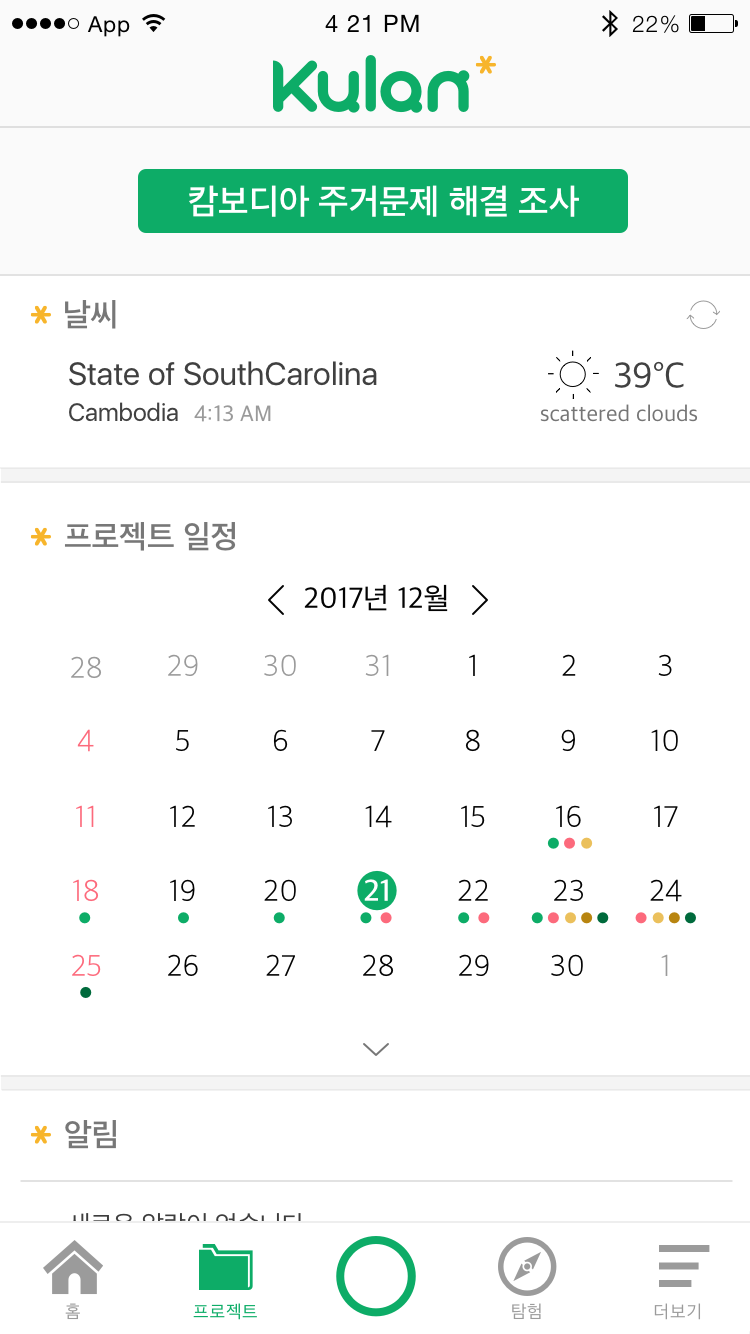 App 4 21 PM 22%
Kulan*
캄보디아 주거문제 해결 조사
* 날씨
State of SouthCarolina 39°C
Cambodia 4:13 AM scattered clouds
* 프로젝트 일정
< 2017년 12월 >
28 29 30 31 1 2 3
4 5 6 7 8 9 10
11 12 13 14 15 16 17
18 19 20 21 22 23 24
25 26 27 28 29 30 1
* 알림
홈 프로젝트 탐험 더보기